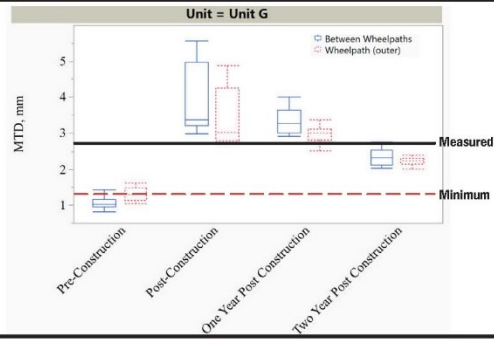 Unit = Unit G
Between Wheelpaths
Wheelpath (outer)
MTD, mm
5
4
3
2
1
Measured
Minimum
Pre-Construction
Post-Construction
One Year Post Construction
Two Year Post Construction